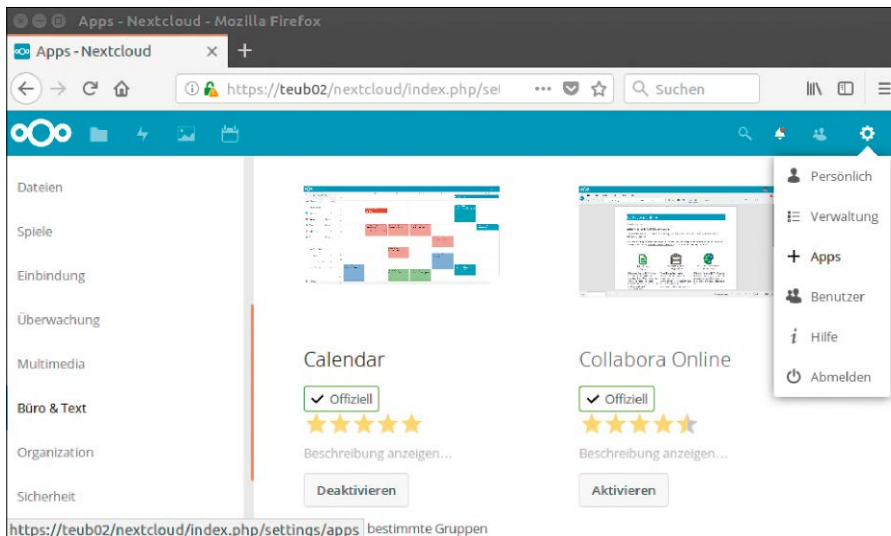 Apps - Nextcloud - Mozilla Firefox
Apps - Nextcloud
https://teub02/nextcloud/index.php/set
Suchen
Dateien
Spiele
Einbindung
Überwachung
Multimedia
Büro & Text
Organization
Sicherheit
Calendar
Offiziell
Beschreibung anzeigen...
Deaktivieren
bestimmte Gruppen
Collabora Online
Offiziell
Beschreibung anzeigen...
Aktivieren
Persönlich
Verwaltung
Apps
Benutzer
Hilfe
Abmelden
https://teub02/nextcloud/index.php/settings/apps